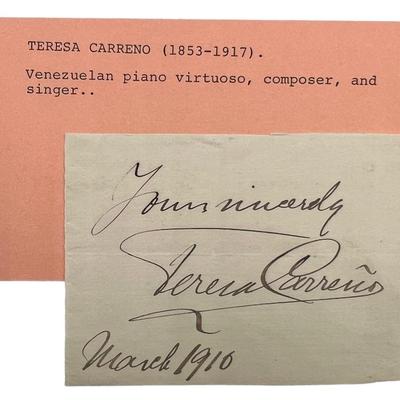 TERESA CARRENO (1853-1917).
Venezuelan piano virtuoso, composer, and
singer..
Yours sincerely
Teresa Carreño
March 1910